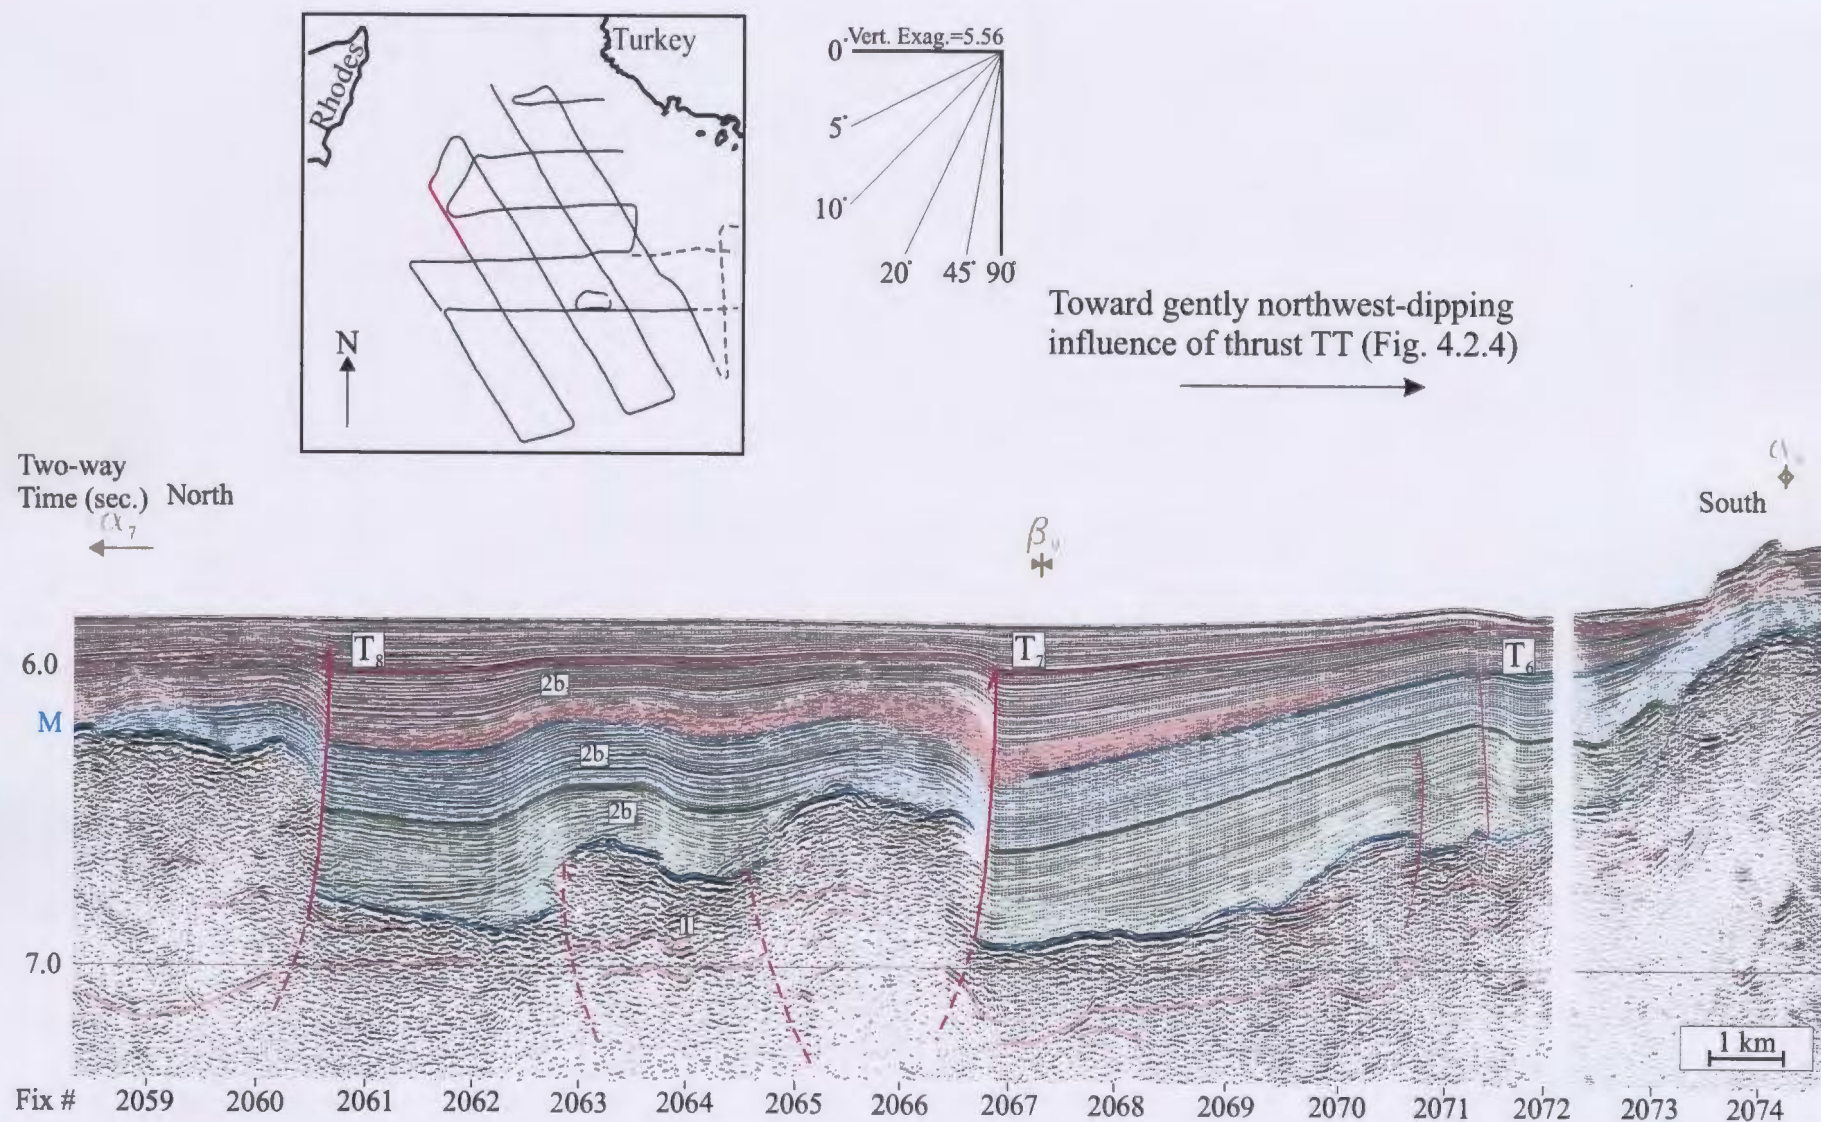 Rhodes
Turkey
N
Vert. Exag.=5.56
0°
5°
10°
20°
45°
90°
Toward gently northwest-dipping
influence of thrust TT (Fig. 4.2.4)
Two-way
Time (sec.)
North
South
α₇
β
α
T₈
T₇
T₆
6.0
M
7.0
2b
2b
2b
1
1 km
Fix # 2059 2060 2061 2062 2063 2064 2065 2066 2067 2068 2069 2070 2071 2072 2073 2074